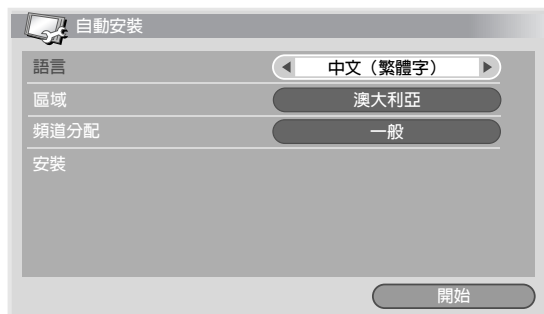 自動安裝
語言 中文（繁體字）
區域 澳大利亞
頻道分配 一般
安裝
開始